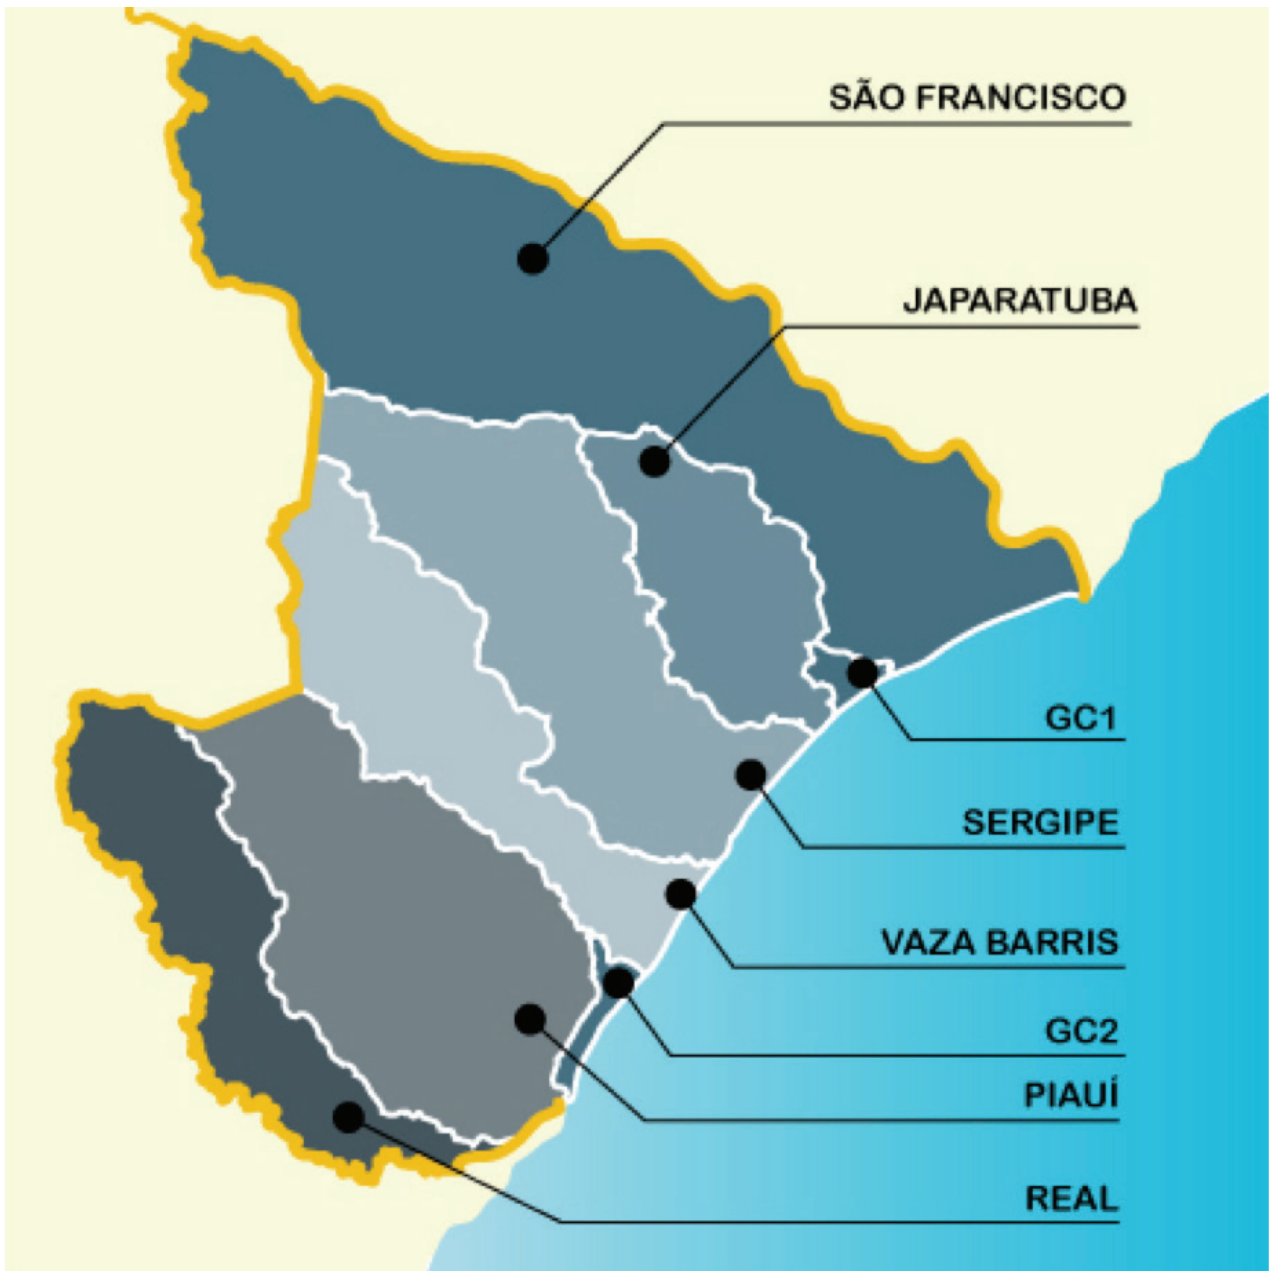 SÃO FRANCISCO
JAPARATUBA
GC1
SERGIPE
VAZA BARRIS
GC2
PIAUÍ
REAL